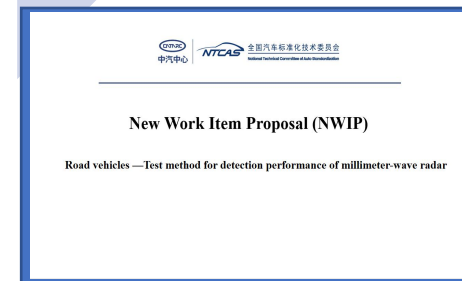 CATARC
中汽中心
NTCAS
全国汽车标准化技术委员会
National Technical Committee of Auto Standardization
New Work Item Proposal (NWIP)
Road vehicles —Test method for detection performance of millimeter-wave radar